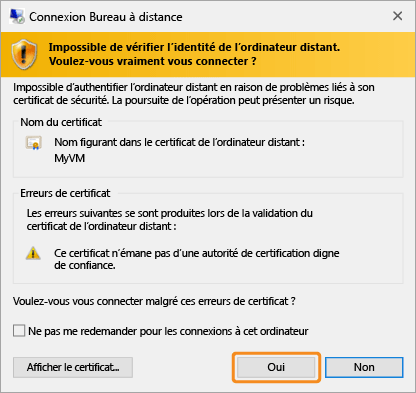 Connexion Bureau à distance
Impossible de vérifier l'identité de l'ordinateur distant.
Voulez-vous vraiment vous connecter ?
Impossible d'authentifier l'ordinateur distant en raison de problèmes liés à son
certificat de sécurité. La poursuite de l'opération peut présenter un risque.
Nom du certificat
Nom figurant dans le certificat de l'ordinateur distant :
MyVM
Erreurs de certificat
Les erreurs suivantes se sont produites lors de la validation du
certificat de l'ordinateur distant :
Ce certificat n'émane pas d'une autorité de certification digne
de confiance.
Voulez-vous vous connecter malgré ces erreurs de certificat ?
Ne pas me redemander pour les connexions à cet ordinateur
Afficher le certificat... Oui Non